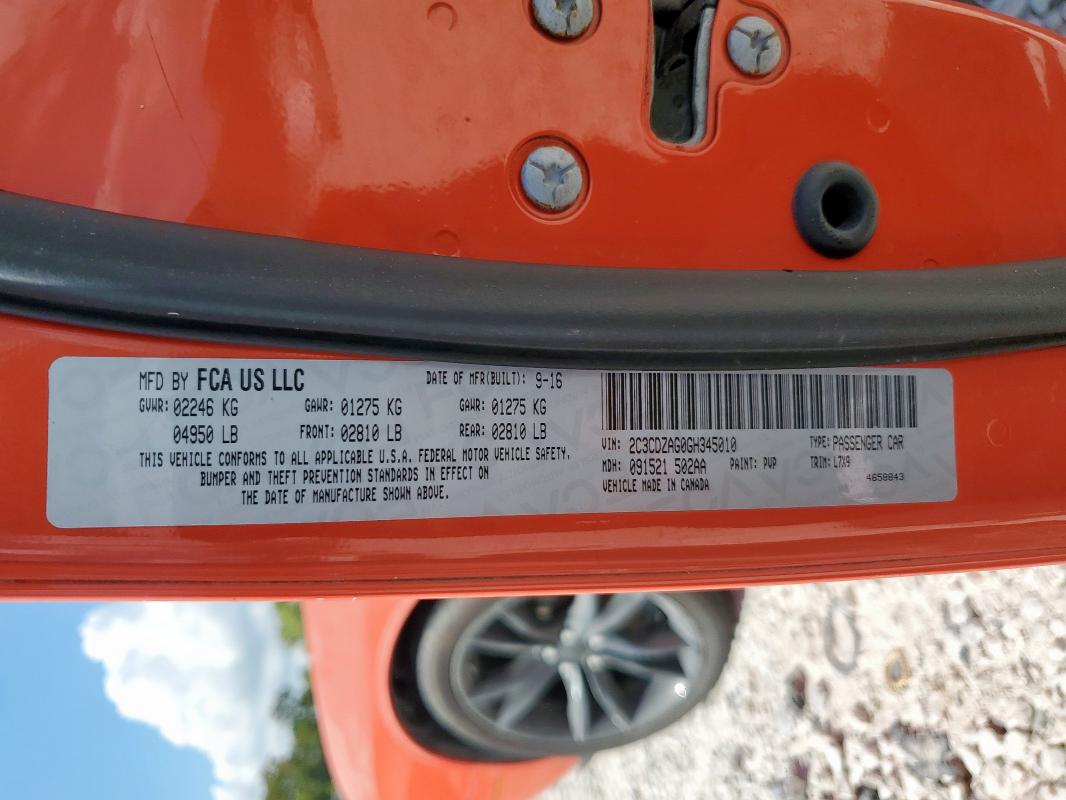 MFD BY FCA US LLC DATE OF MFR(BUILT): 9-16
GVWR: 02246 KG GAWR: 01275 KG GAWR: 01275 KG
04950 LB FRONT: 02810 LB REAR: 02810 LB
THIS VEHICLE CONFORMS TO ALL APPLICABLE U.S.A. FEDERAL MOTOR VEHICLE SAFETY,
BUMPER AND THEFT PREVENTION STANDARDS IN EFFECT ON
THE DATE OF MANUFACTURE SHOWN ABOVE.
VIN: 2C3CDZAG0GH345010 TYPE: PASSENGER CAR
MDH: 091521 502AA PAINT: PVP TRIM: L7X9
VEHICLE MADE IN CANADA 4658843